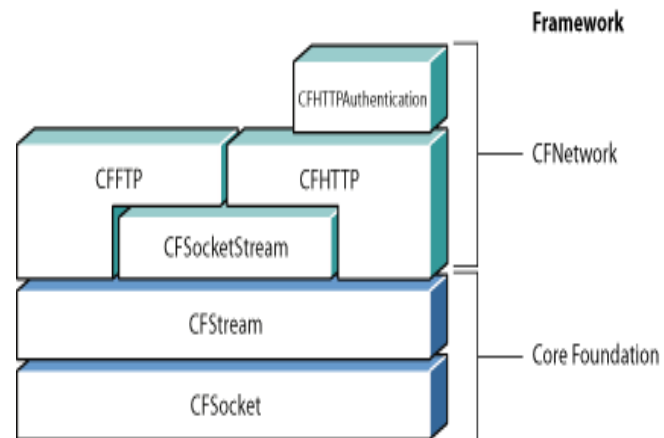 Framework
CFHTTPAuthentication
CFNetwork
CFFTP
CFHTTP
CFSocketStream
CFStream
Core Foundation
CFSocket